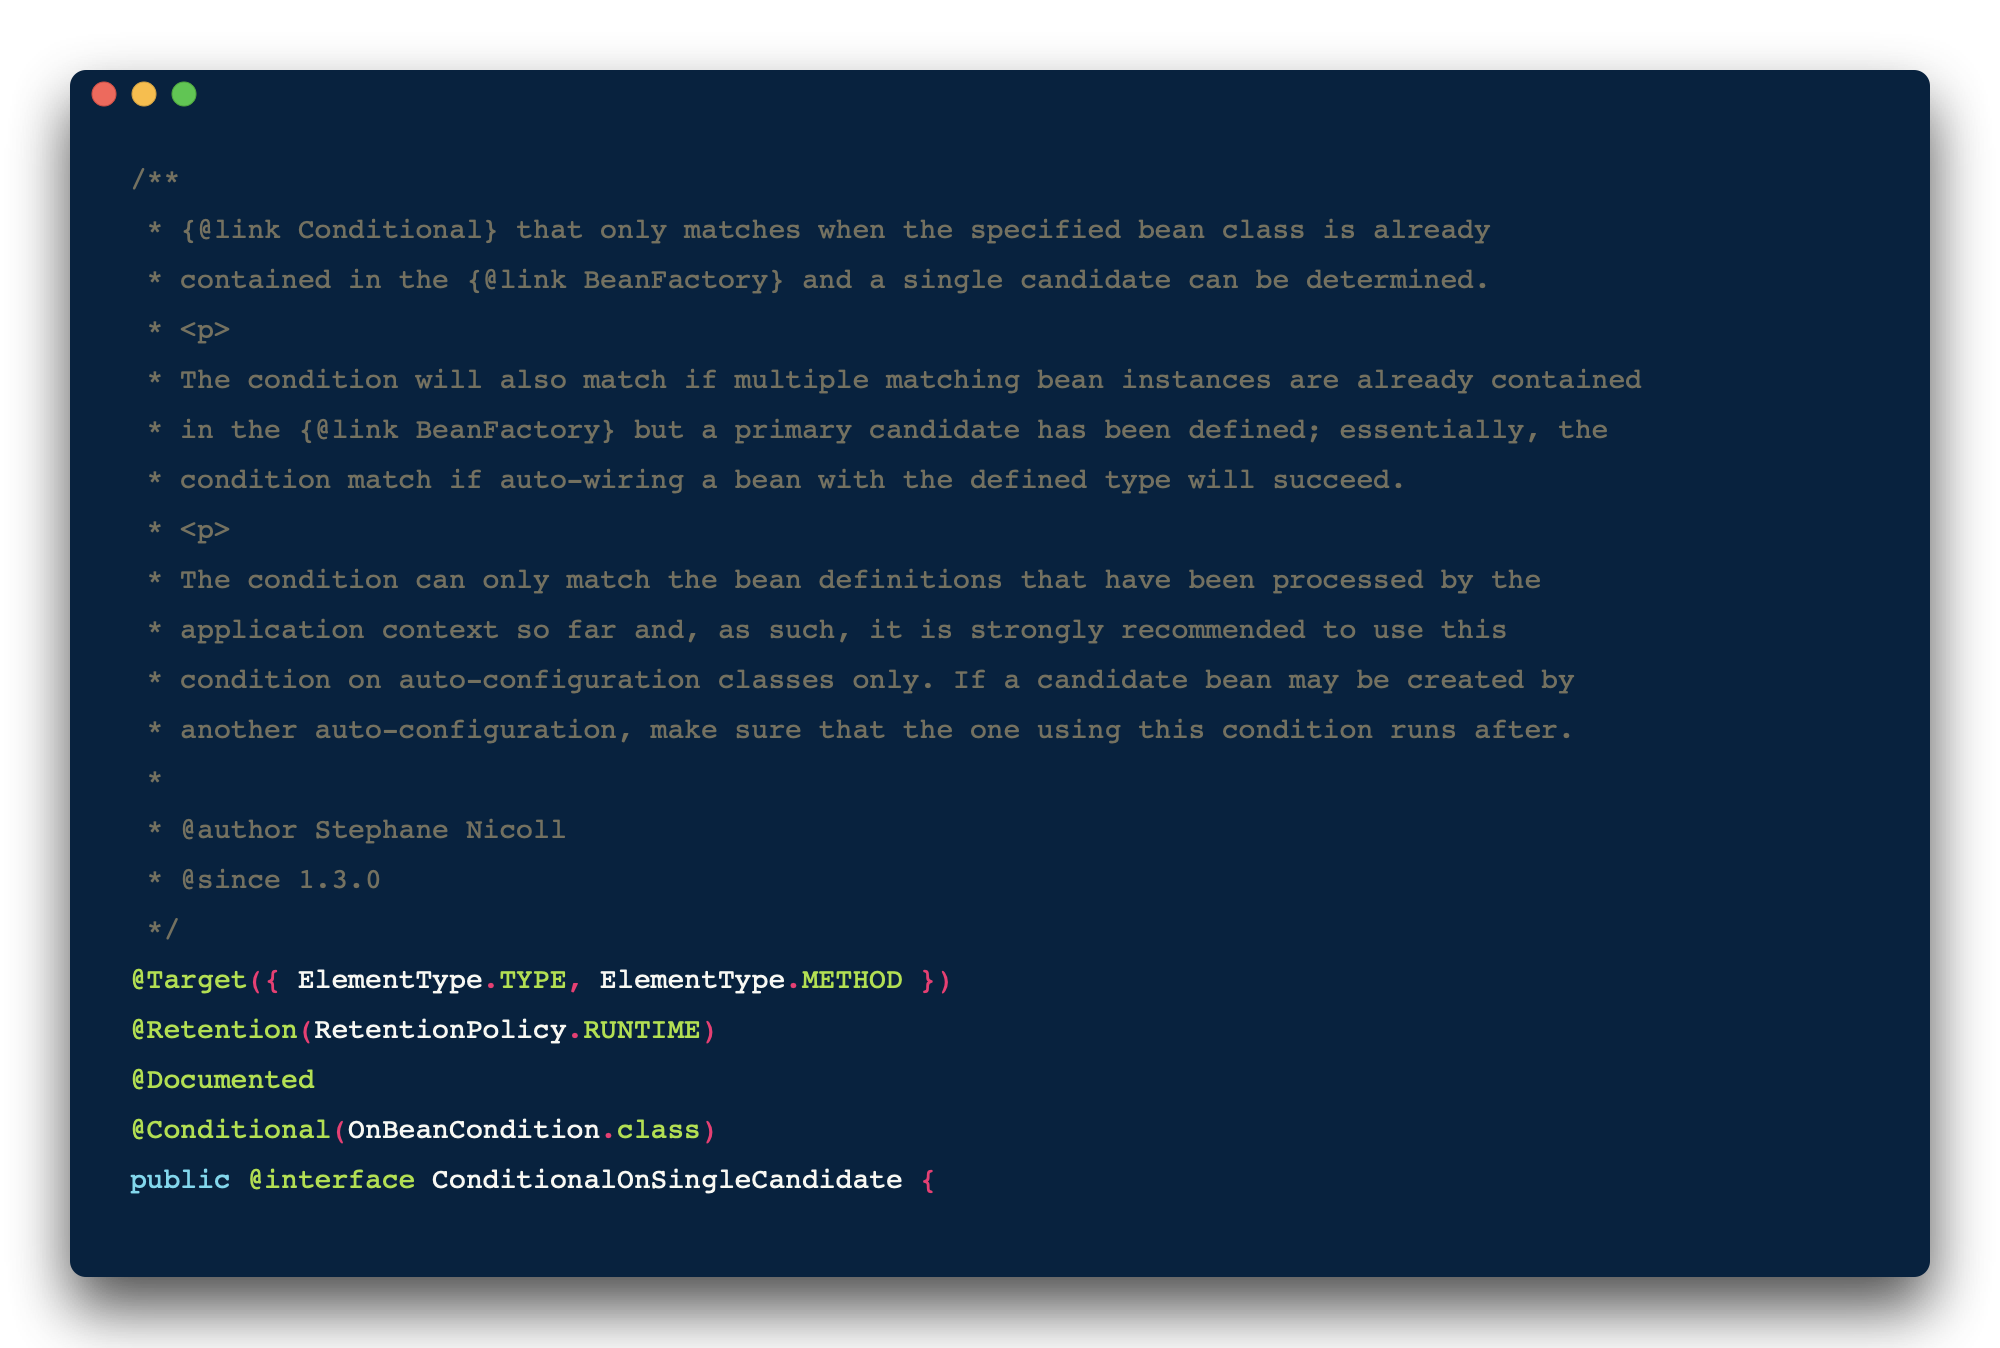 /**
 * {@link Conditional} that only matches when the specified bean class is already
 * contained in the {@link BeanFactory} and a single candidate can be determined.
 * <p>
 * The condition will also match if multiple matching bean instances are already contained
 * in the {@link BeanFactory} but a primary candidate has been defined; essentially, the
 * condition match if auto-wiring a bean with the defined type will succeed.
 * <p>
 * The condition can only match the bean definitions that have been processed by the
 * application context so far and, as such, it is strongly recommended to use this
 * condition on auto-configuration classes only. If a candidate bean may be created by
 * another auto-configuration, make sure that the one using this condition runs after.
 *
 * @author Stephane Nicoll
 * @since 1.3.0
 */
@Target({ ElementType.TYPE, ElementType.METHOD })
@Retention(RetentionPolicy.RUNTIME)
@Documented
@Conditional(OnBeanCondition.class)
public @interface ConditionalOnSingleCandidate {